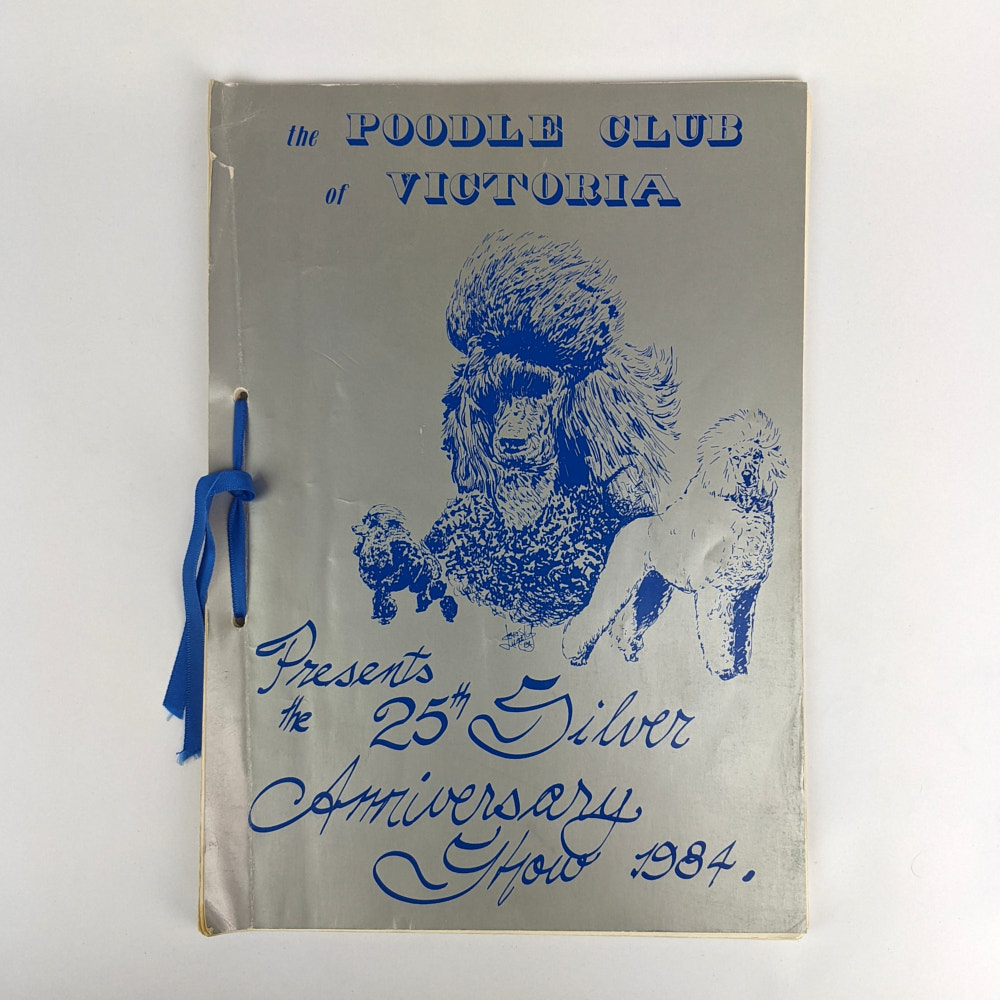 the POODLE CLUB
of VICTORIA
Presents
the 25th Silver
Anniversary
Show 1984.